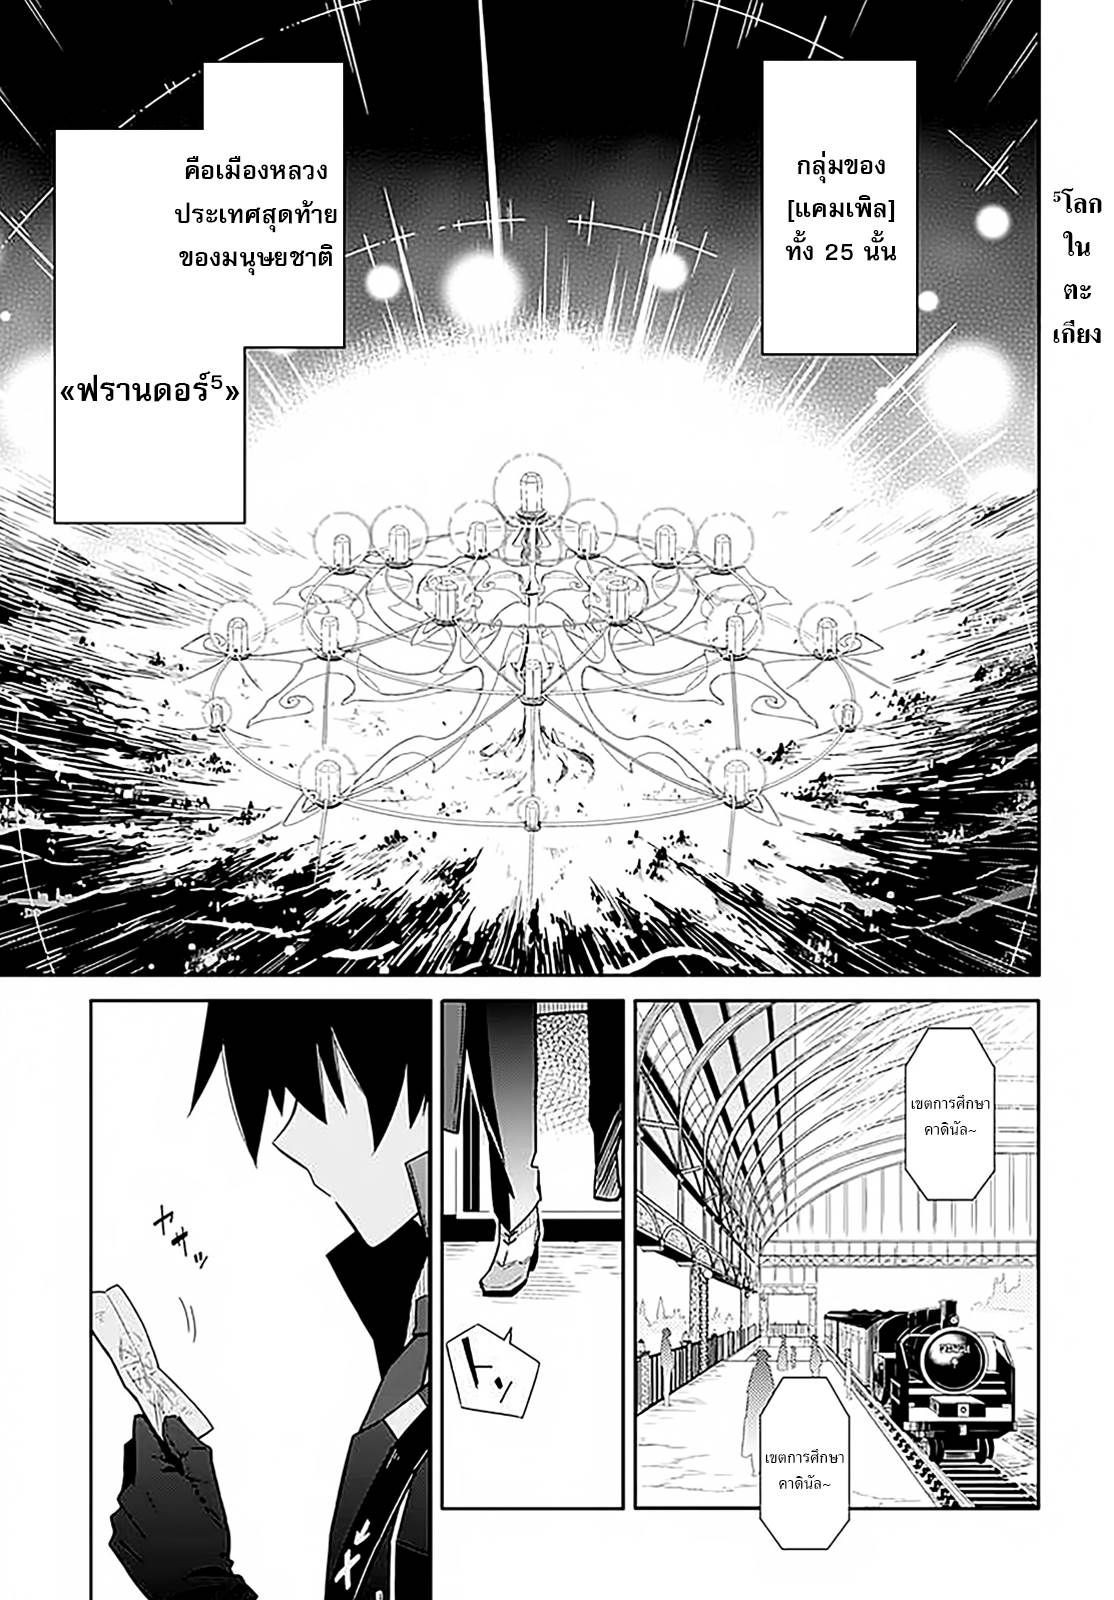 กลุ่มของ
[แคมเพิล]
ทั้ง 25 นั้น
⁵โลก
ใน
ตะ
เกียง
คือเมืองหลวง
ประเทศสุดท้าย
ของมนุษยชาติ
«ฟรานดอร์⁵»
เขตการศึกษา
คาดินัล~
เขตการศึกษา
คาดินัล~
トッ
カサッ